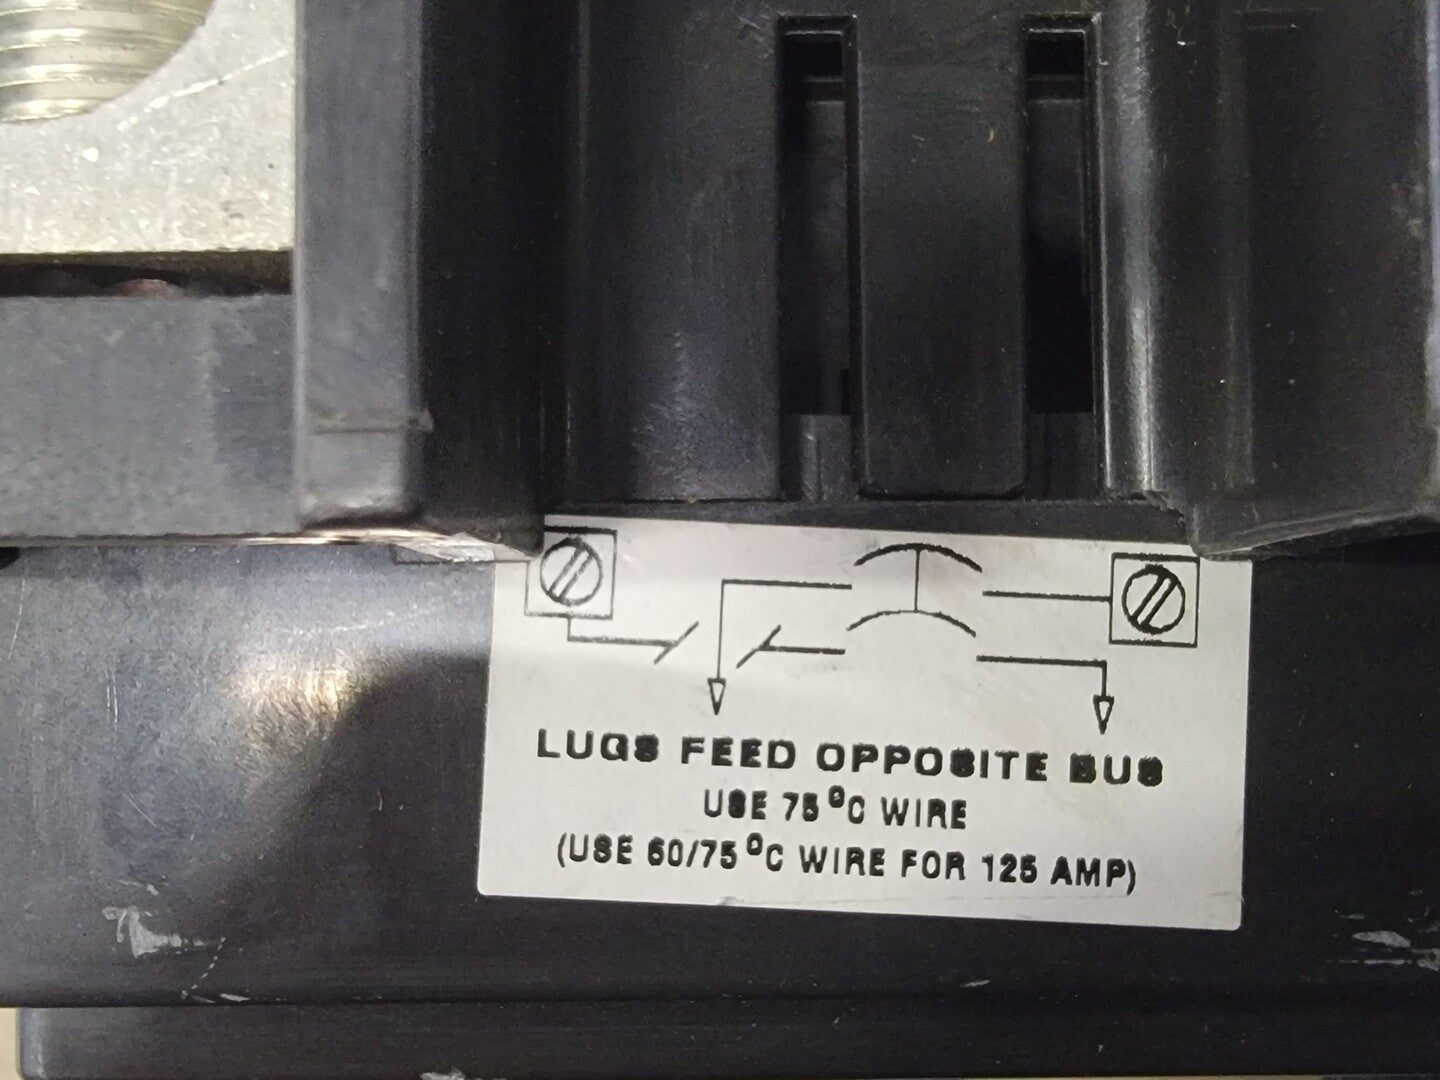 LUGS FEED OPPOSITE BUS
USE 75°C WIRE
(USE 60/75°C WIRE FOR 125 AMP)